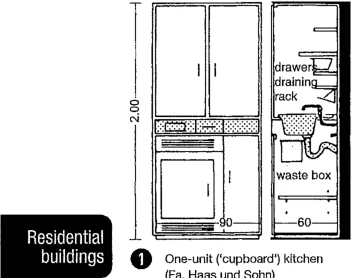 drawers
draining
rack
2.00
waste box
90
60
Residential
buildings
1
One-unit ('cupboard') kitchen
(Fa. Haas und Sohn)